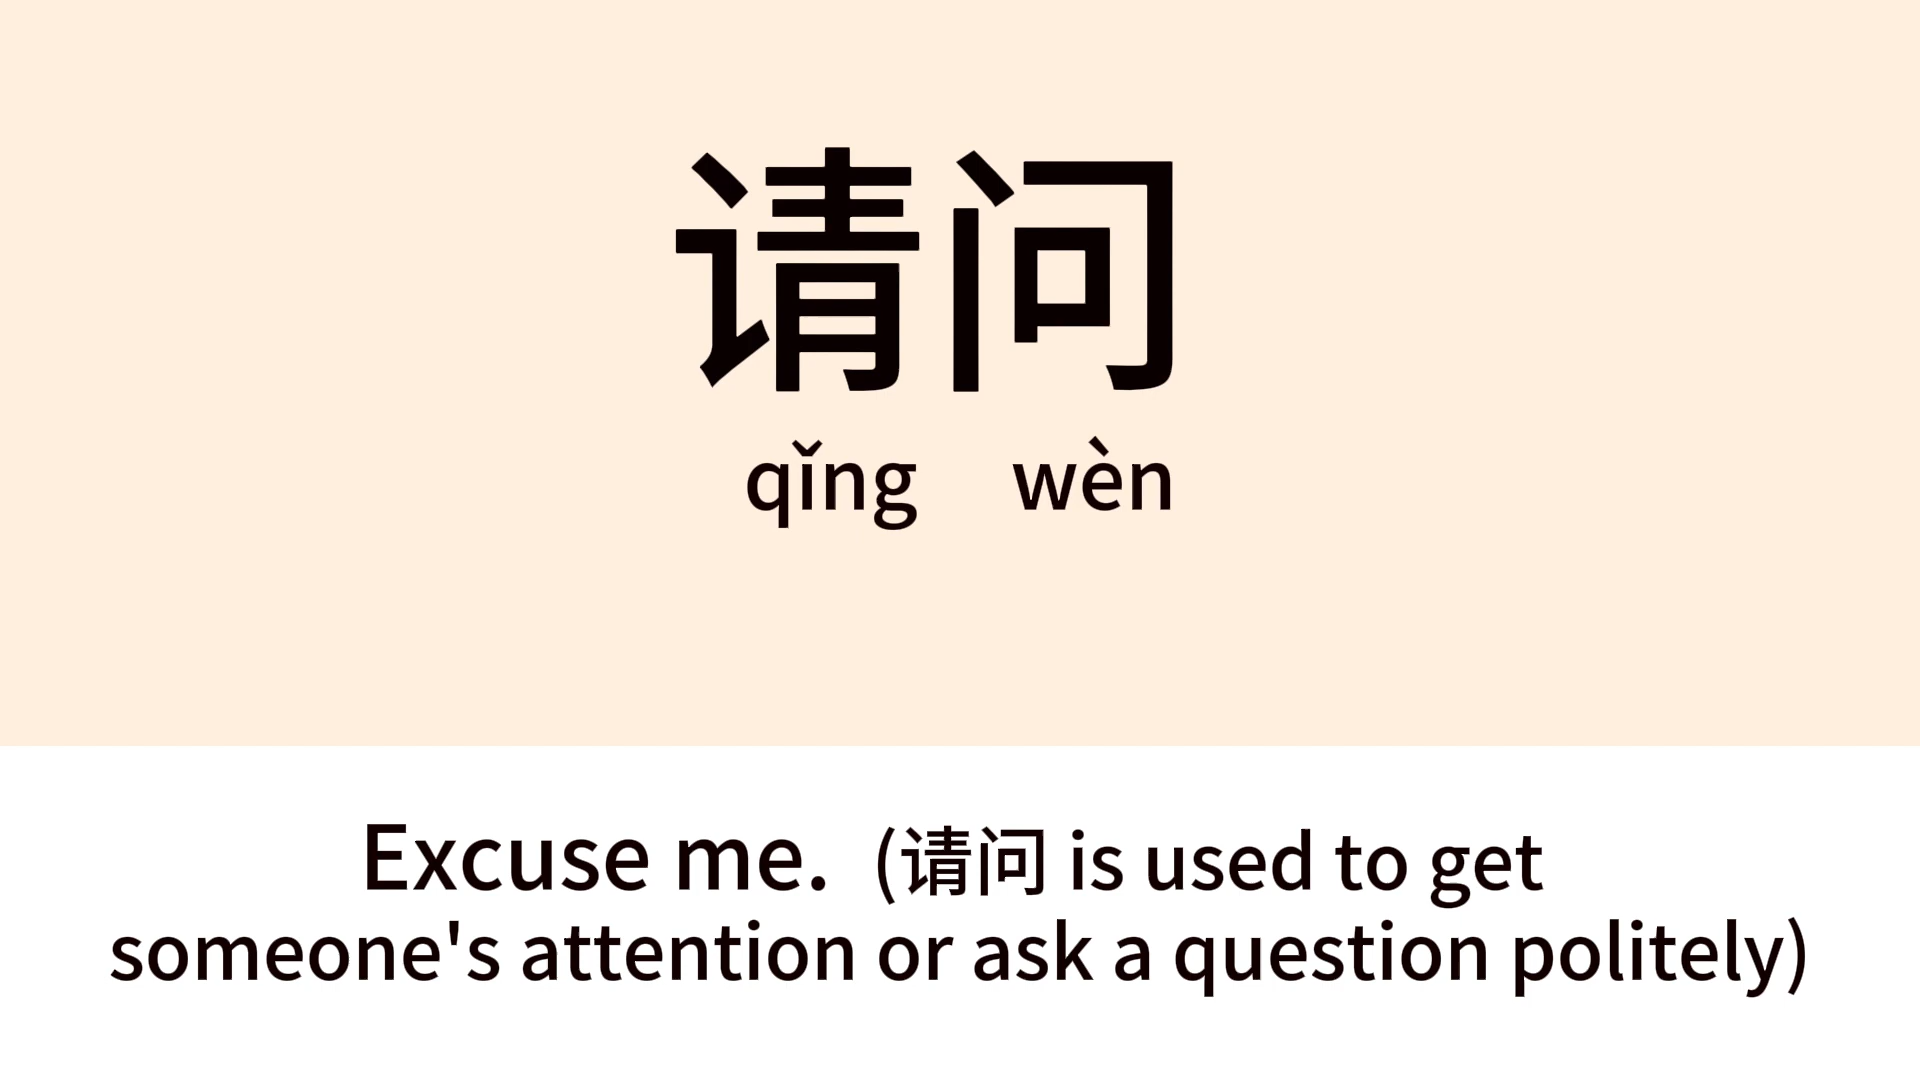 请问
qǐng wèn
Excuse me. (请问 is used to get
someone's attention or ask a question politely)